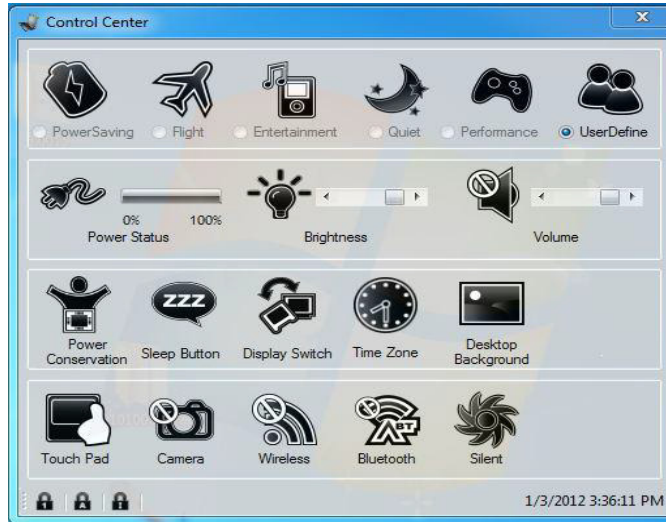 Control Center
PowerSaving Flight Entertainment Quiet Performance UserDefine
0% 100%
Power Status Brightness Volume
zzz
Power Conservation Sleep Button Display Switch Time Zone Desktop Background
BT
Touch Pad Camera Wireless Bluetooth Silent
1 A
1/3/2012 3:36:11 PM